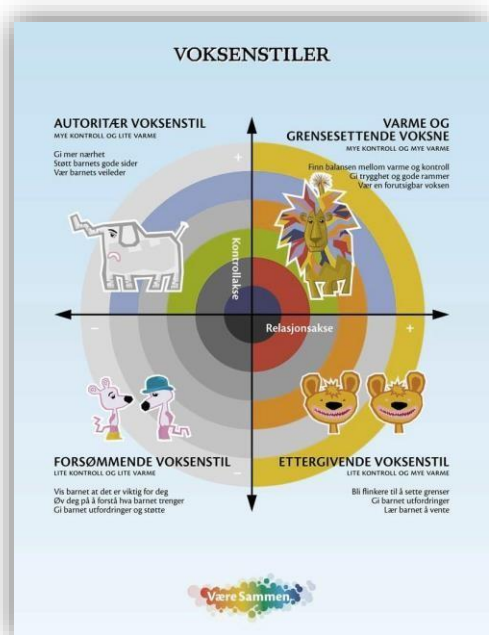 VOKSENSTILER
AUTORITÆR VOKSENSTIL
MYE KONTROLL OG LITE VARME
Gi mer nærhet
Støtt barnets gode sider
Vær barnets veileder
VARME OG
GRENSESETTENDE VOKSNE
MYE KONTROLL OG MYE VARME
Finn balansen mellom varme og kontroll
Gi trygghet og gode rammer
Vær en forutsigbar voksen
+
Kontrollakse
–
Relasjonsakse
+
–
FORSØMMENDE VOKSENSTIL
LITE KONTROLL OG LITE VARME
Vis barnet at det er viktig for deg
Øv deg på å forstå hva barnet trenger
Gi barnet utfordringer og støtte
ETTERGIVENDE VOKSENSTIL
LITE KONTROLL OG MYE VARME
Bli flinkere til å sette grenser
Gi barnet utfordringer
Lær barnet å vente
Være Sammen